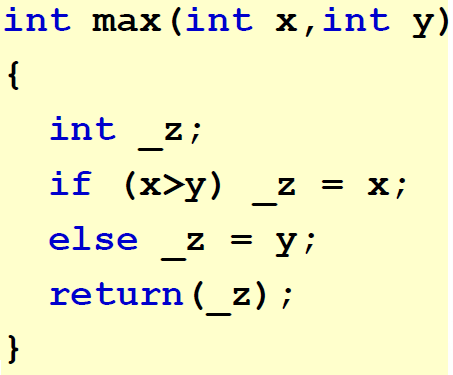 int max(int x,int y)
{
int _z;
if (x>y) _z = x;
else _z = y;
return(_z);
}